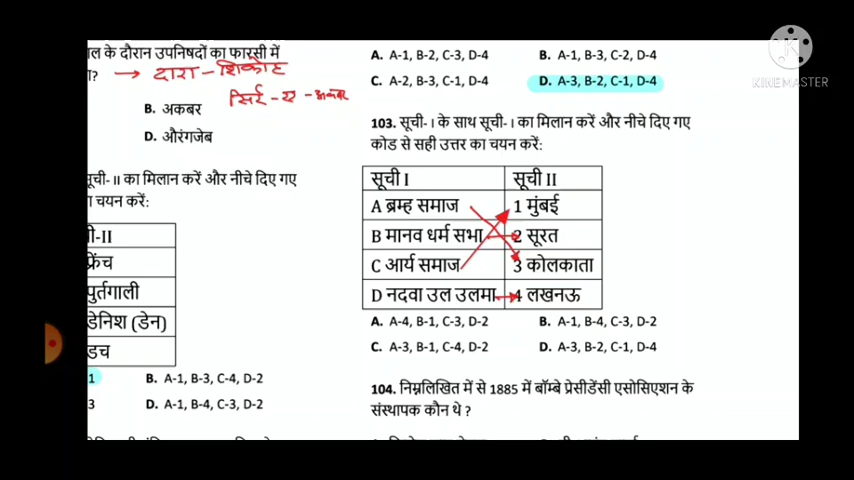 ाल के दौरान उपनिषदों का फारसी में
ा? → दारा - शिकोह
B. अकबर
D. औरंगजेब
सूची- II का मिलान करें और नीचे दिए गए
ा चयन करें:
ी-II
फ्रेंच
पुर्तगाली
डेनिश (डेन)
डच
1 B. A-1, B-3, C-4, D-2
3 D. A-1, B-4, C-3, D-2
A. A-1, B-2, C-3, D-4 B. A-1, B-3, C-2, D-4
C. A-2, B-3, C-1, D-4 D. A-3, B-2, C-1, D-4
103. सूची- I के साथ सूची- I का मिलान करें और नीचे दिए गए
कोड से सही उत्तर का चयन करें:
सूची I सूची II
A ब्रम्ह समाज 1 मुंबई
B मानव धर्म सभा 2 सूरत
C आर्य समाज 3 कोलकाता
D नदवा उल उलमा 4 लखनऊ
A. A-4, B-1, C-3, D-2 B. A-1, B-4, C-3, D-2
C. A-3, B-1, C-4, D-2 D. A-3, B-2, C-1, D-4
104. निम्नलिखित में से 1885 में बॉम्बे प्रेसीडेंसी एसोसिएशन के
संस्थापक कौन थे ?
KINEMASTER